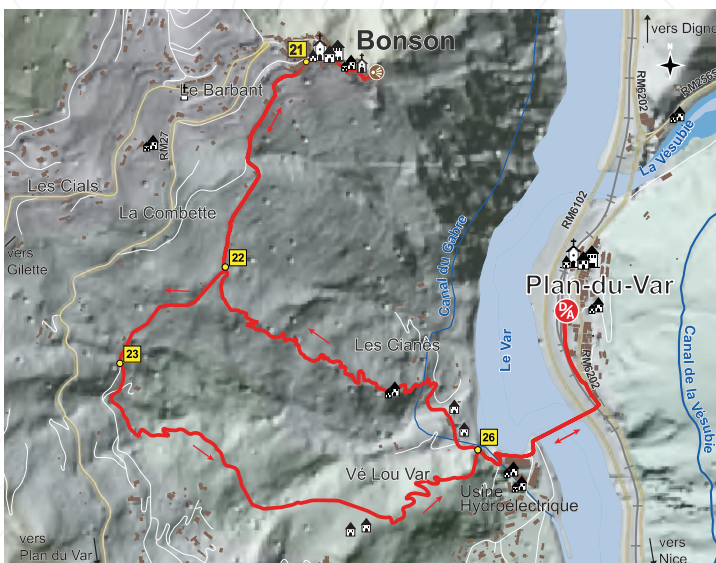 21
Bonson
vers Digne
N
RM6202
RM2565
Le Barbant
RM27
La Vésubie
Les Cials
La Combette
RM6102
vers
Gilette
22
Canal du Gabre
Plan-du-Var
D/A
Les Cianës
Le Var
RM6202
Canal de la Vésubie
23
26
Vé Lou Var
Usine
Hydroélectrique
vers
Plan du Var
vers
Nice